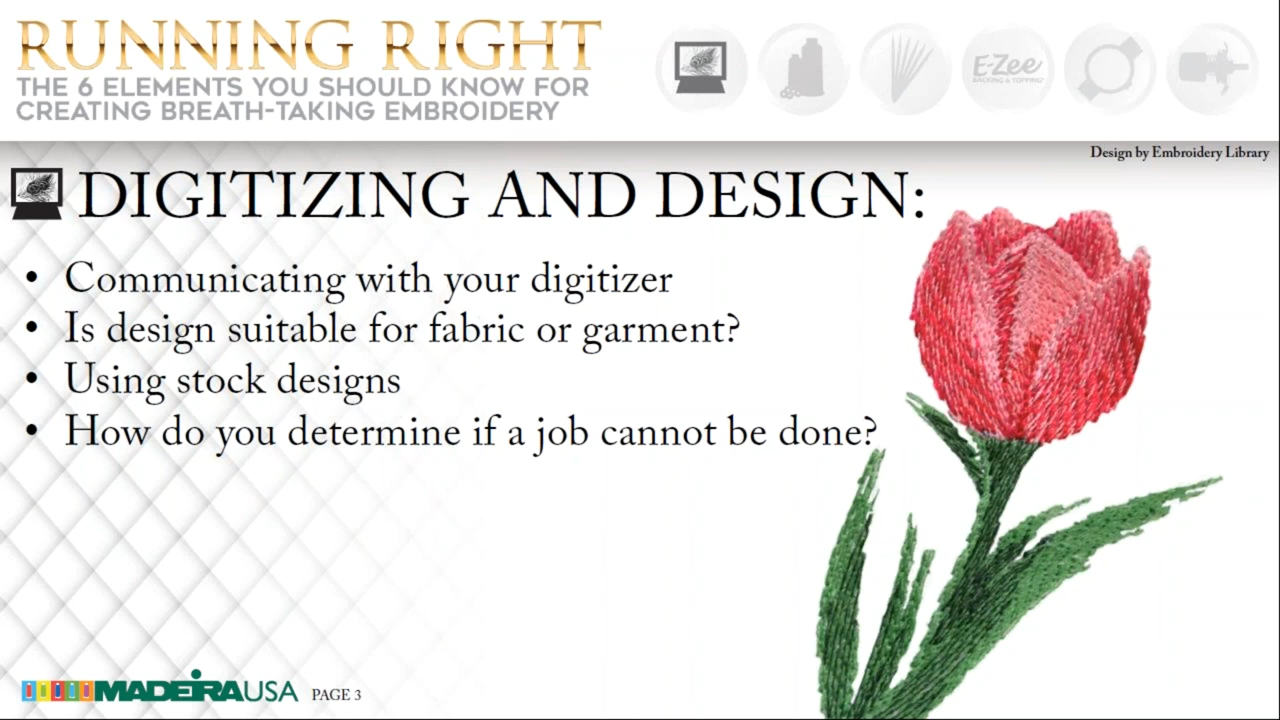 RUNNING RIGHT
THE 6 ELEMENTS YOU SHOULD KNOW FOR
CREATING BREATH-TAKING EMBROIDERY
E-Zee
BACKING & TOPPING
Design by Embroidery Library
DIGITIZING AND DESIGN:
• Communicating with your digitizer
• Is design suitable for fabric or garment?
• Using stock designs
• How do you determine if a job cannot be done?
MADEIRA USA PAGE 3